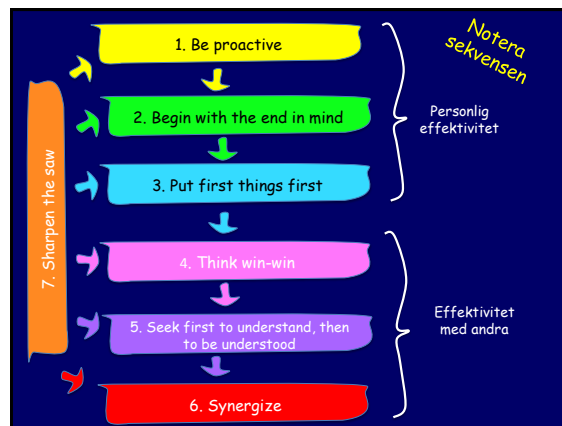 1. Be proactive
Notera
sekvensen
2. Begin with the end in mind
Personlig
effektivitet
3. Put first things first
7. Sharpen the saw
4. Think win-win
5. Seek first to understand, then
to be understood
Effektivitet
med andra
6. Synergize